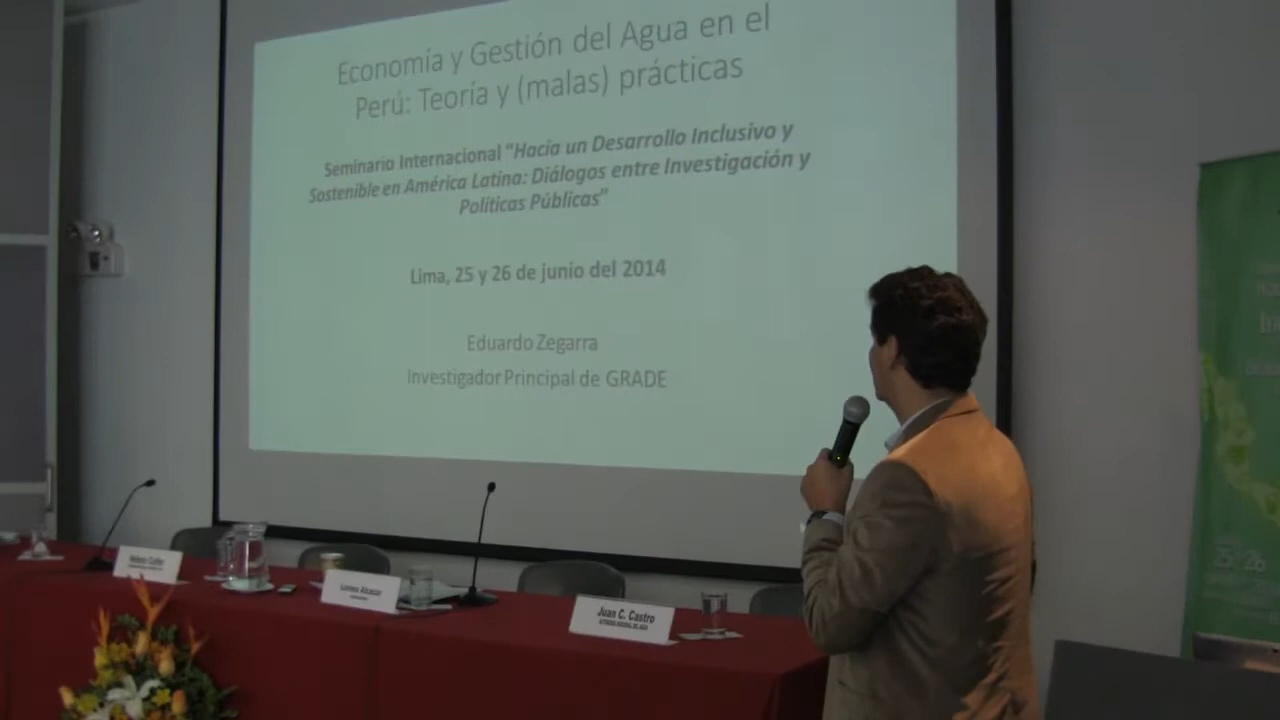 Economía y Gestión del Agua en el
Perú: Teoría y (malas) prácticas
Seminario Internacional "Hacia un Desarrollo Inclusivo y
Sostenible en América Latina: Diálogos entre Investigación y
Políticas Públicas"
Lima, 25 y 26 de junio del 2014
Eduardo Zegarra
Investigador Principal de GRADE
Juan C. Castro
25 26